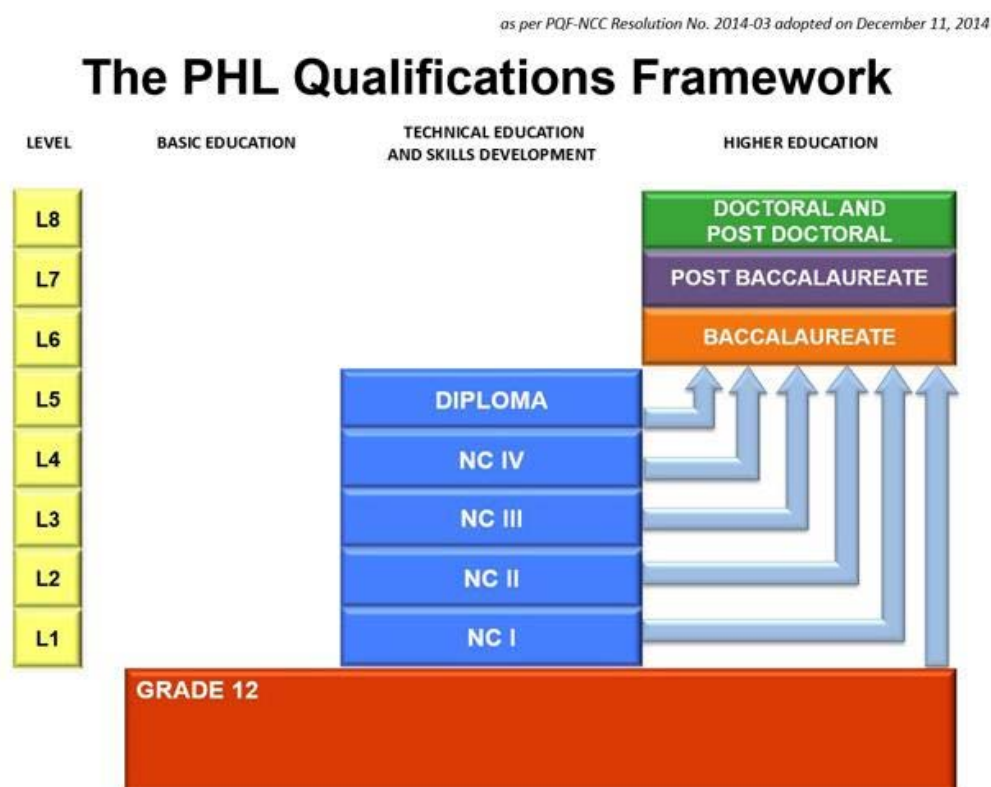 as per PQF-NCC Resolution No. 2014-03 adopted on December 11, 2014
The PHL Qualifications Framework
LEVEL
BASIC EDUCATION
TECHNICAL EDUCATION
AND SKILLS DEVELOPMENT
HIGHER EDUCATION
L8
DOCTORAL AND
POST DOCTORAL
L7
POST BACCALAUREATE
L6
BACCALAUREATE
L5
DIPLOMA
L4
NC IV
L3
NC III
L2
NC II
L1
NC I
GRADE 12